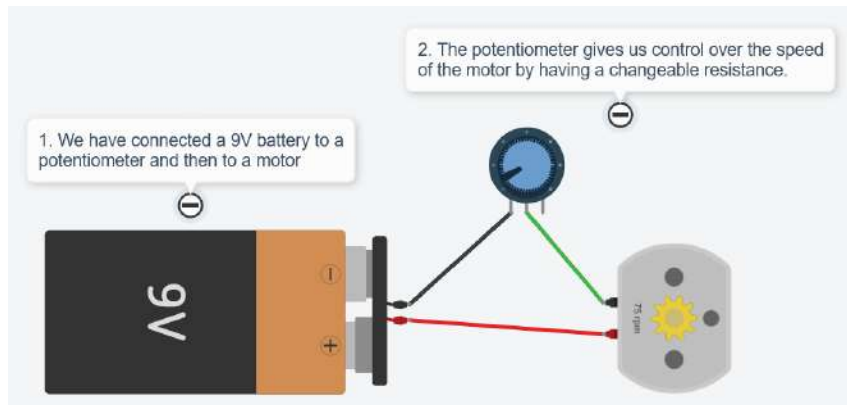 2. The potentiometer gives us control over the speed
of the motor by having a changeable resistance.
1. We have connected a 9V battery to a
potentiometer and then to a motor
9V
75 rpm